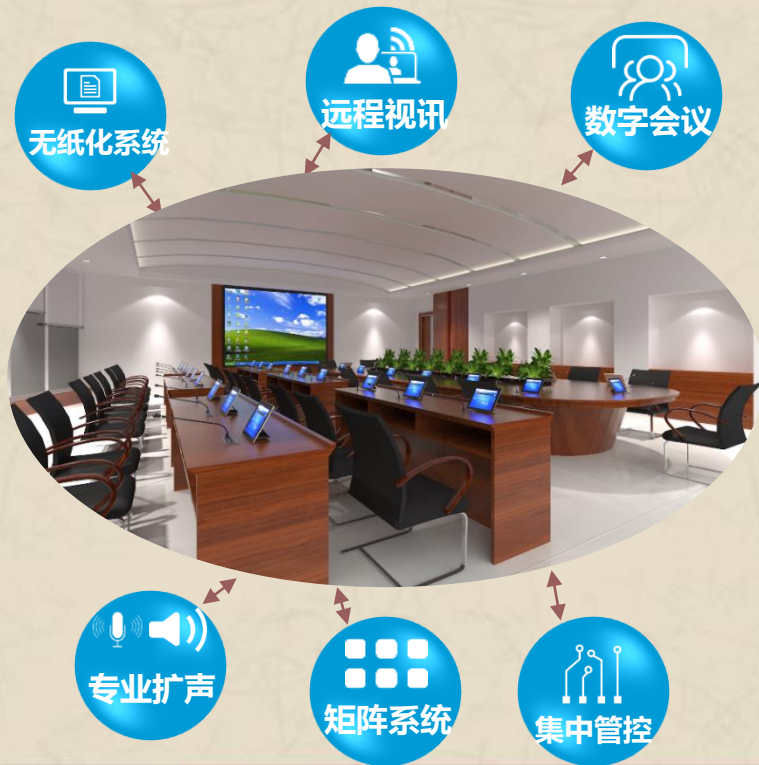 无纸化系统
远程视讯
数字会议
专业扩声
矩阵系统
集中管控